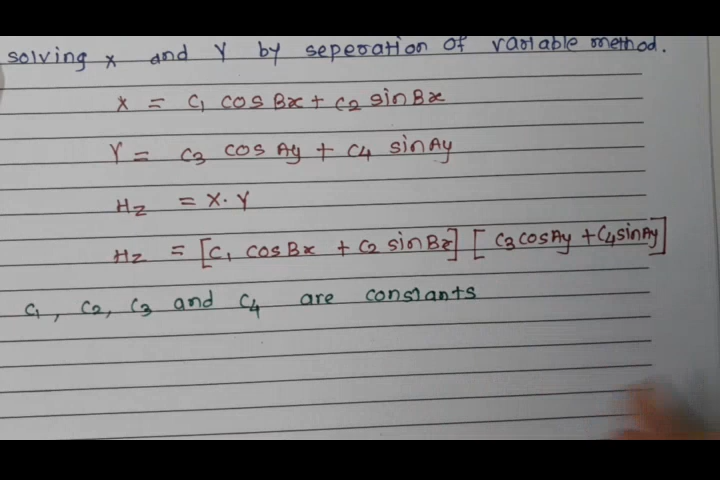 solving x and Y by seperation of variable method.
X = C1 cos Bx + C2 sin Bx
Y = C3 cos Ay + C4 sin Ay
Hz = X. Y
Hz = [C1 cos Bx + C2 sin Bx] [C3 cos Ay + C4 sin Ay]
C1, C2, C3 and C4 are constants